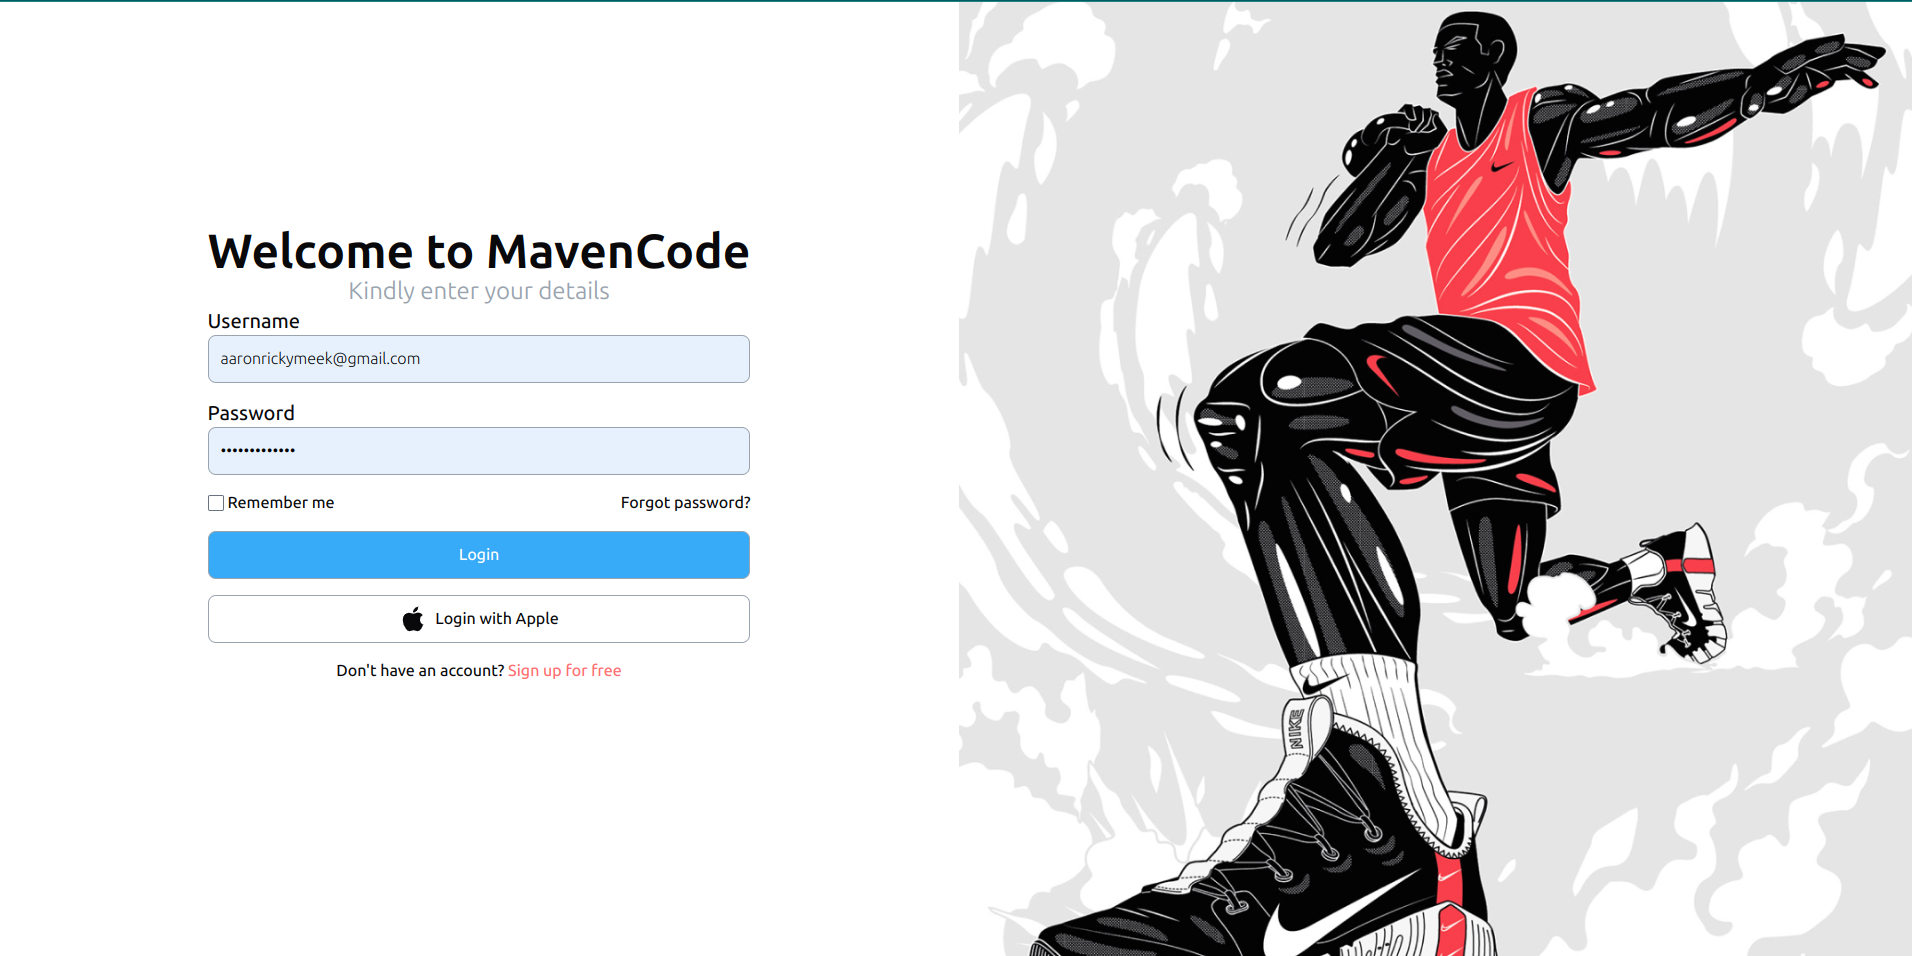 Welcome to MavenCode
Kindly enter your details
Username
aaronrickymeek@gmail.com
Password
•••••••••••••
Remember me
Forgot password?
Login
Login with Apple
Don't have an account? Sign up for free
NIKE